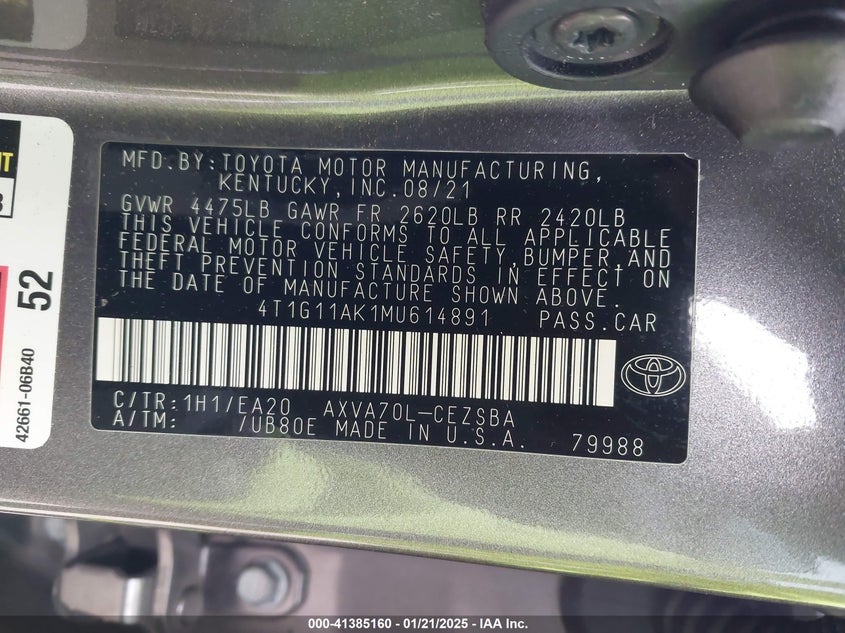 MFD.BY:TOYOTA MOTOR MANUFACTURING,
KENTUCKY,INC.08/21
GVWR 4475LB GAWR FR 2620LB RR 2420LB
THIS VEHICLE CONFORMS TO ALL APPLICABLE
FEDERAL MOTOR VEHICLE SAFETY,BUMPER,AND
THEFT PREVENTION STANDARDS IN EFFECT ON
THE DATE OF MANUFACTURE SHOWN ABOVE.
4T1G11AK1MU614891 PASS.CAR
C/TR:1H1/EA20 AXVA70L-CEZSBA
A/TM: /UB80E MADE IN U.S.A. 79988
52
42661-06B40
000-41385160 - 01/21/2025 - IAA Inc.